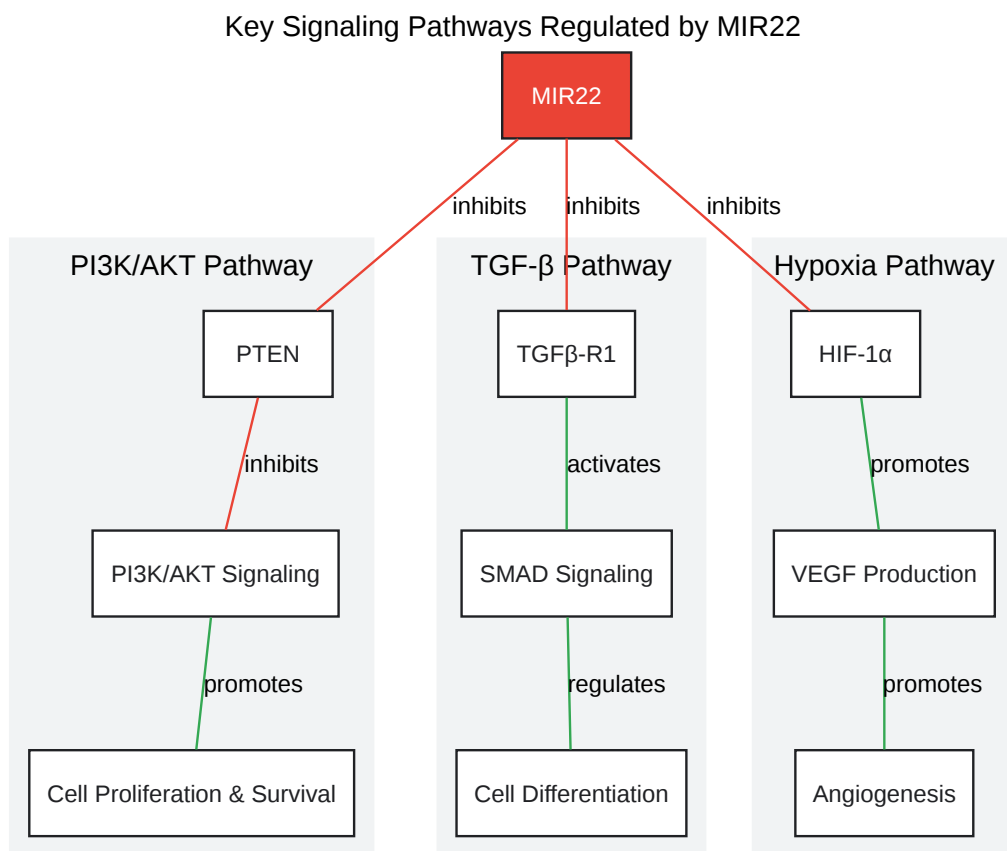 Key Signaling Pathways Regulated by MIR22
MIR22
inhibits
inhibits
inhibits
PI3K/AKT Pathway
TGF-β Pathway
Hypoxia Pathway
PTEN
TGFβ-R1
HIF-1α
inhibits
activates
promotes
PI3K/AKT Signaling
SMAD Signaling
VEGF Production
promotes
regulates
promotes
Cell Proliferation & Survival
Cell Differentiation
Angiogenesis